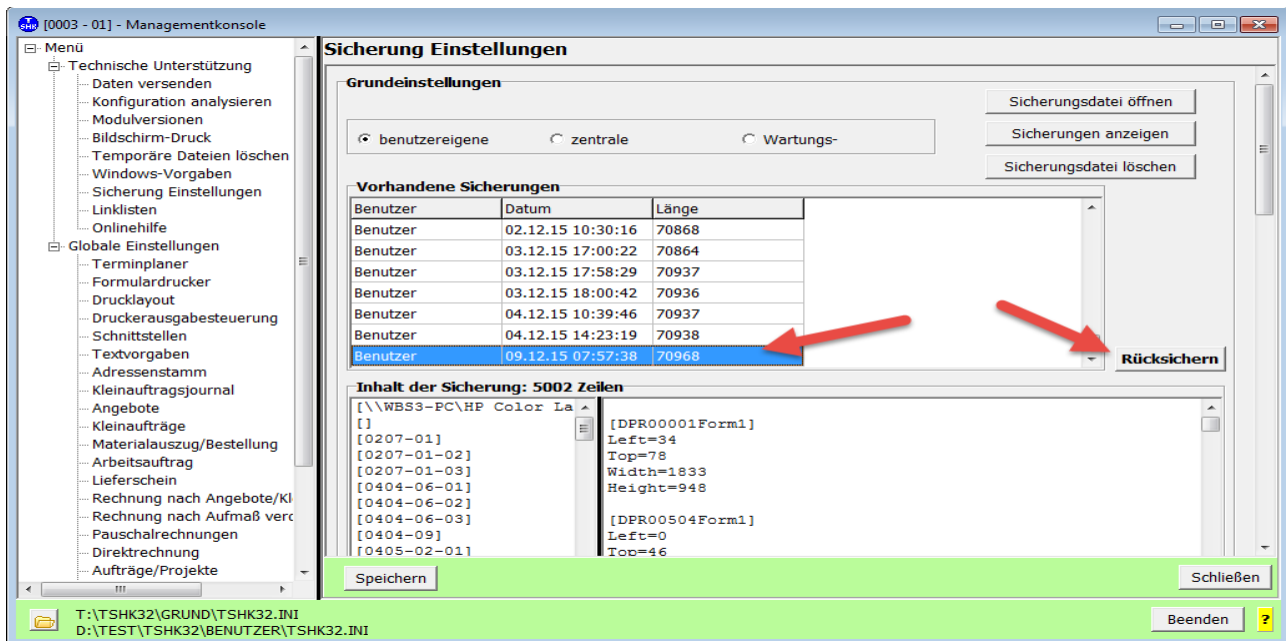 TSHK [0003 - 01] - Managementkonsole
Menü
Technische Unterstützung
Daten versenden
Konfiguration analysieren
Modulversionen
Bildschirm-Druck
Temporäre Dateien löschen
Windows-Vorgaben
Sicherung Einstellungen
Linklisten
Onlinehilfe
Globale Einstellungen
Terminplaner
Formulardrucker
Drucklayout
Druckerausgabesteuerung
Schnittstellen
Textvorgaben
Adressenstamm
Kleinauftragsjournal
Angebote
Kleinaufträge
Materialauszug/Bestellung
Arbeitsauftrag
Lieferschein
Rechnung nach Angebote/Kl
Rechnung nach Aufmaß verd
Pauschalrechnungen
Direktrechnung
Aufträge/Projekte
Sicherung Einstellungen
Grundeinstellungen
benutzereigene zentrale Wartungs-
Sicherungsdatei öffnen
Sicherungen anzeigen
Sicherungsdatei löschen
Vorhandene Sicherungen
Benutzer Datum Länge
Benutzer 02.12.15 10:30:16 70868
Benutzer 03.12.15 17:00:22 70864
Benutzer 03.12.15 17:58:29 70937
Benutzer 03.12.15 18:00:42 70936
Benutzer 04.12.15 10:39:46 70937
Benutzer 04.12.15 14:23:19 70938
Benutzer 09.12.15 07:57:38 70968
Rücksichern
Inhalt der Sicherung: 5002 Zeilen
[\\WBS3-PC\HP Color La
[]
[0207-01]
[0207-01-02]
[0207-01-03]
[0404-06-01]
[0404-06-02]
[0404-06-03]
[0404-09]
[0405-02-01]
[DPR00001Form1]
Left=34
Top=78
Width=1833
Height=948
[DPR00504Form1]
Left=0
Top=46
Speichern Schließen
T:\TSHK32\GRUND\TSHK32.INI
D:\TEST\TSHK32\BENUTZER\TSHK32.INI
Beenden ?